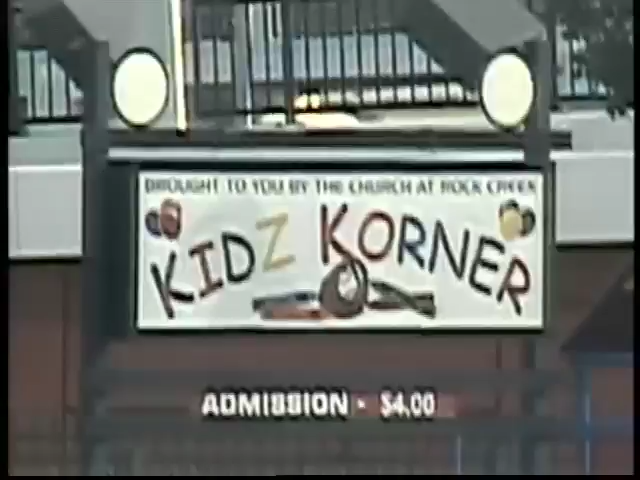 BROUGHT TO YOU BY THE CHURCH AT ROCK CREEK
KIDZ KORNER
ADMISSION - $4.00